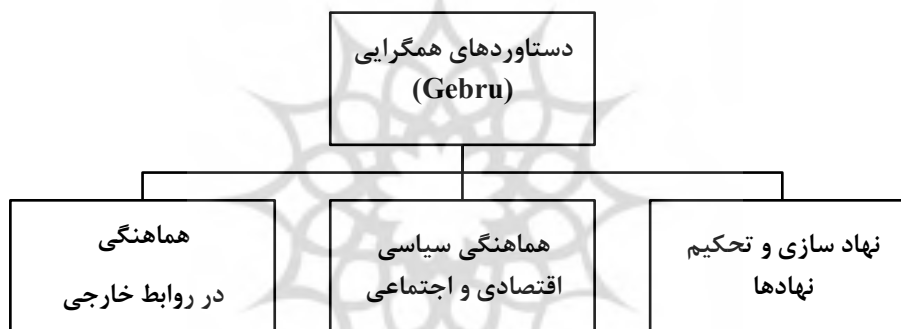 دستاوردهای همگرایی
(Gebru)
نهاد سازی و تحکیم
نهادها
هماهنگی سیاسی
اقتصادی و اجتماعی
هماهنگی
در روابط خارجی